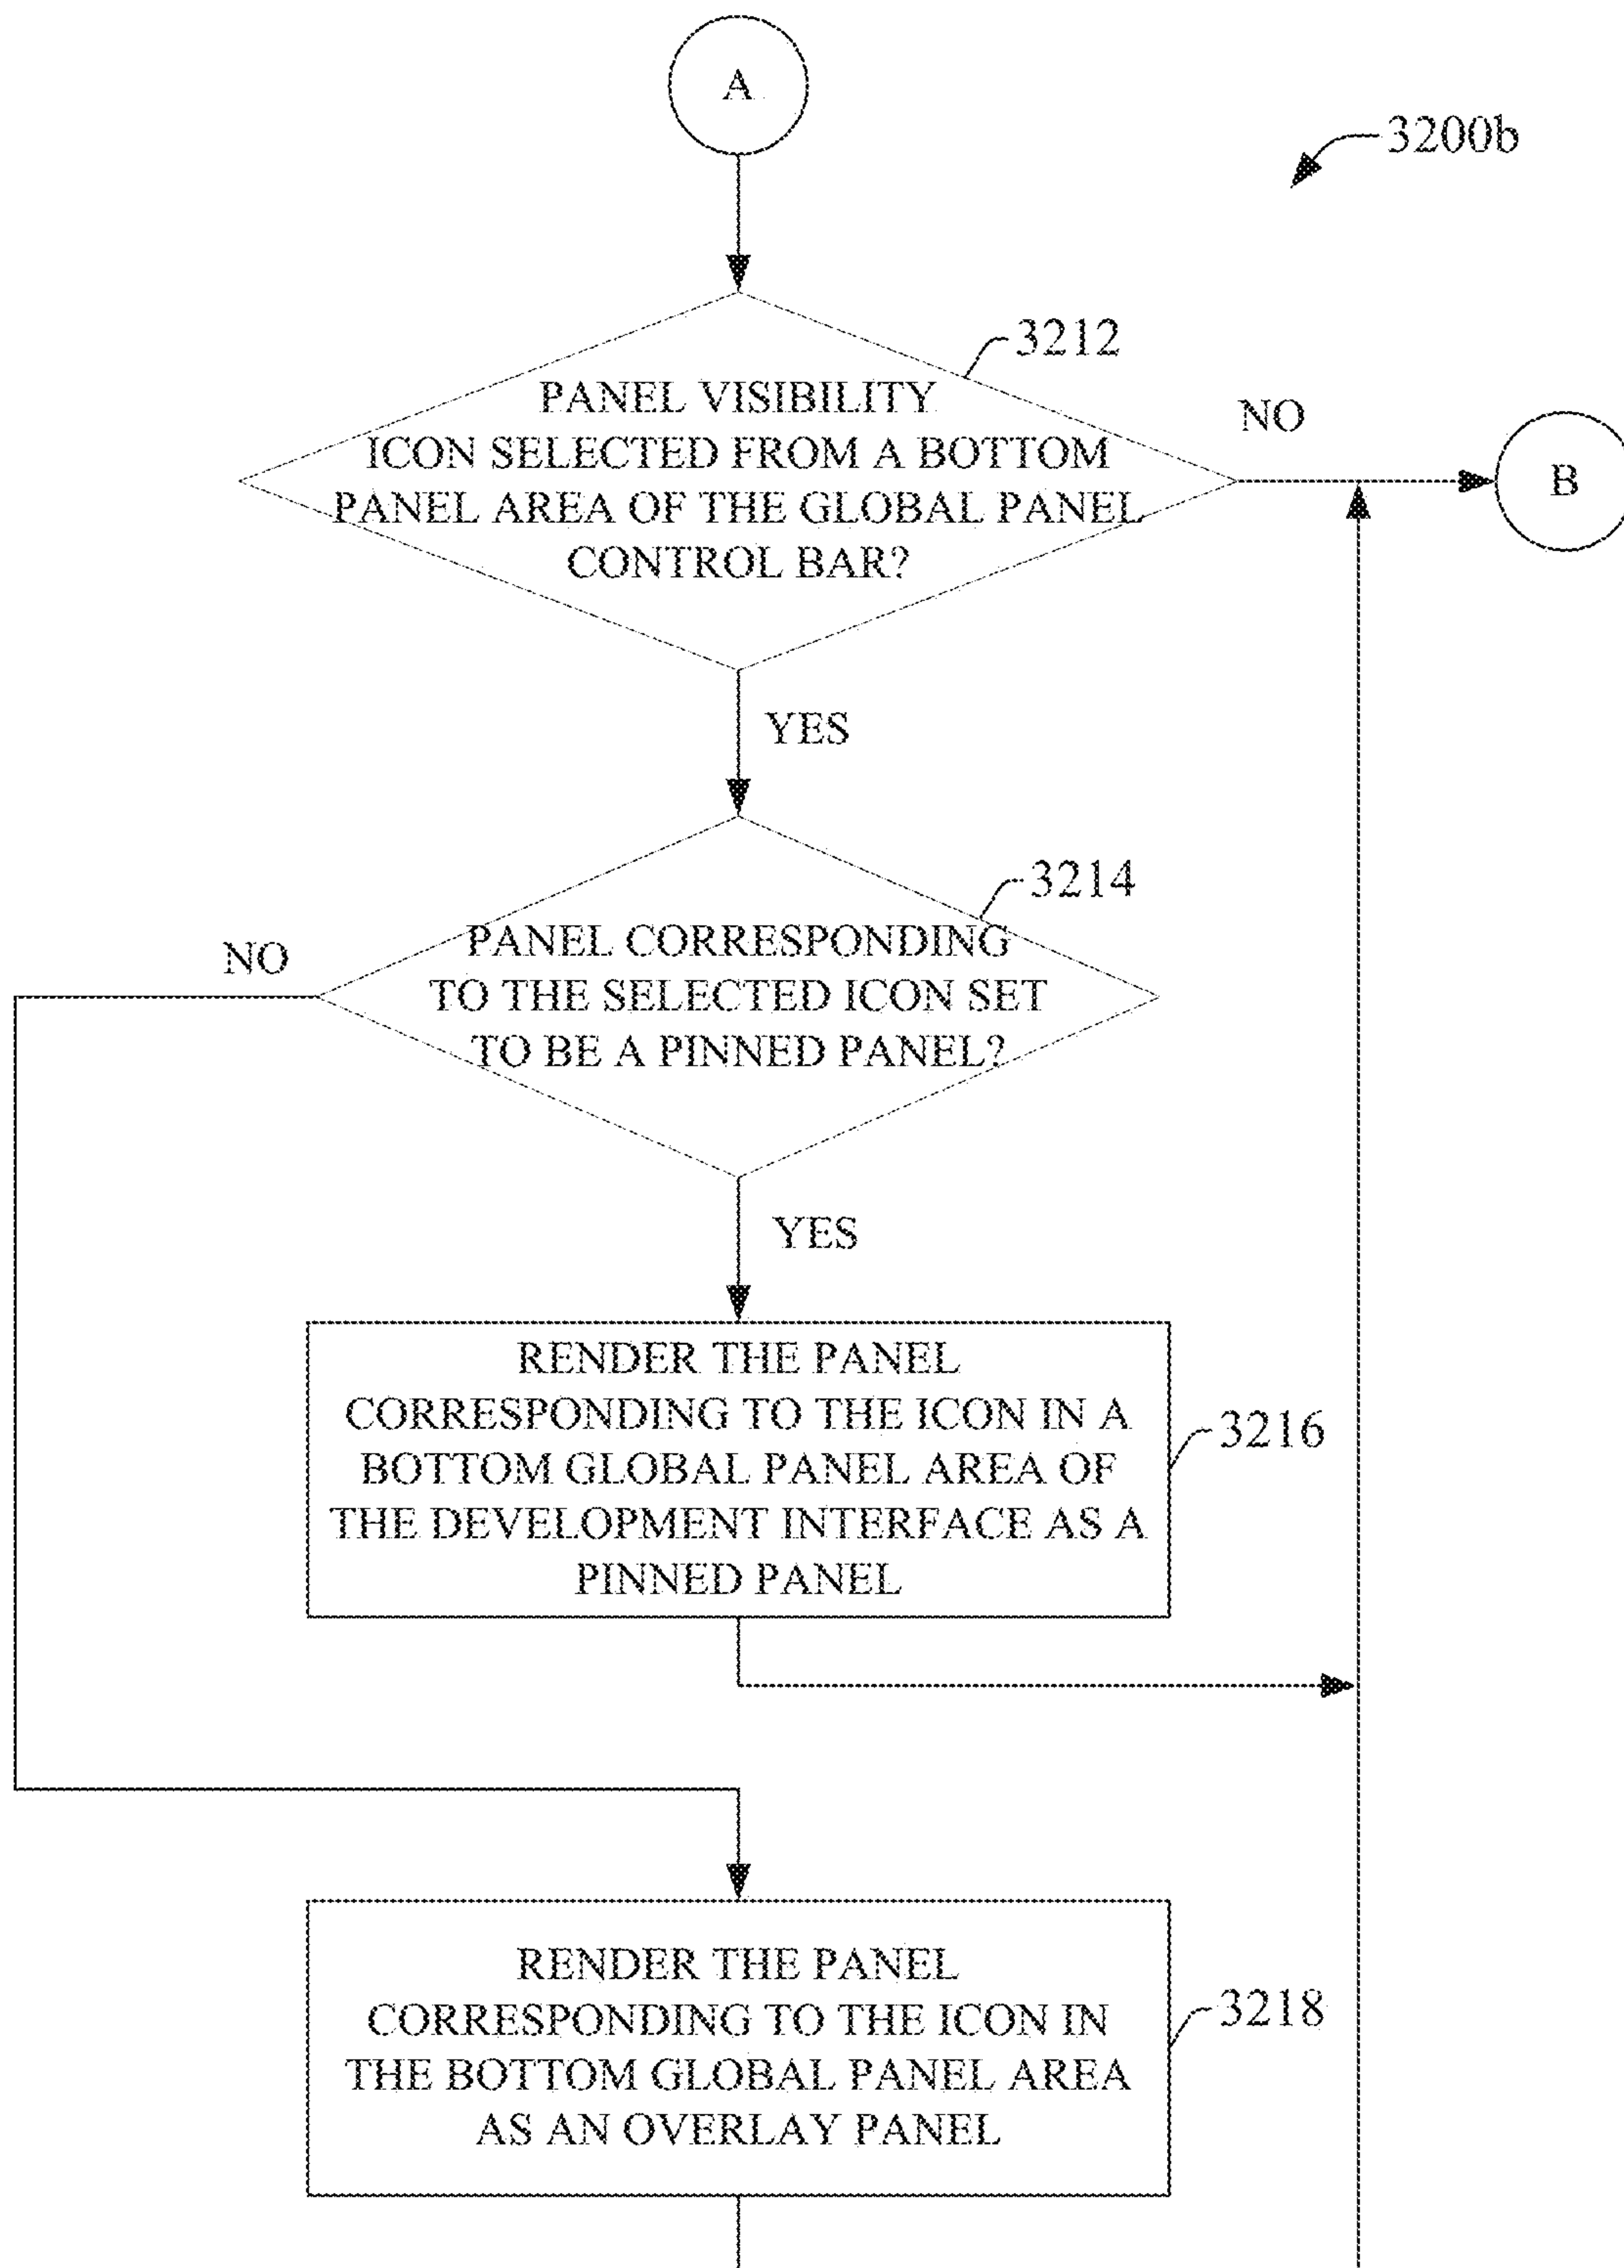 A
3200b
3212
PANEL VISIBILITY
ICON SELECTED FROM A BOTTOM
PANEL AREA OF THE GLOBAL PANEL
CONTROL BAR?
NO
B
YES
3214
NO
PANEL CORRESPONDING
TO THE SELECTED ICON SET
TO BE A PINNED PANEL?
YES
RENDER THE PANEL
CORRESPONDING TO THE ICON IN A
BOTTOM GLOBAL PANEL AREA OF
THE DEVELOPMENT INTERFACE AS A
PINNED PANEL
3216
RENDER THE PANEL
CORRESPONDING TO THE ICON IN
THE BOTTOM GLOBAL PANEL AREA
AS AN OVERLAY PANEL
3218